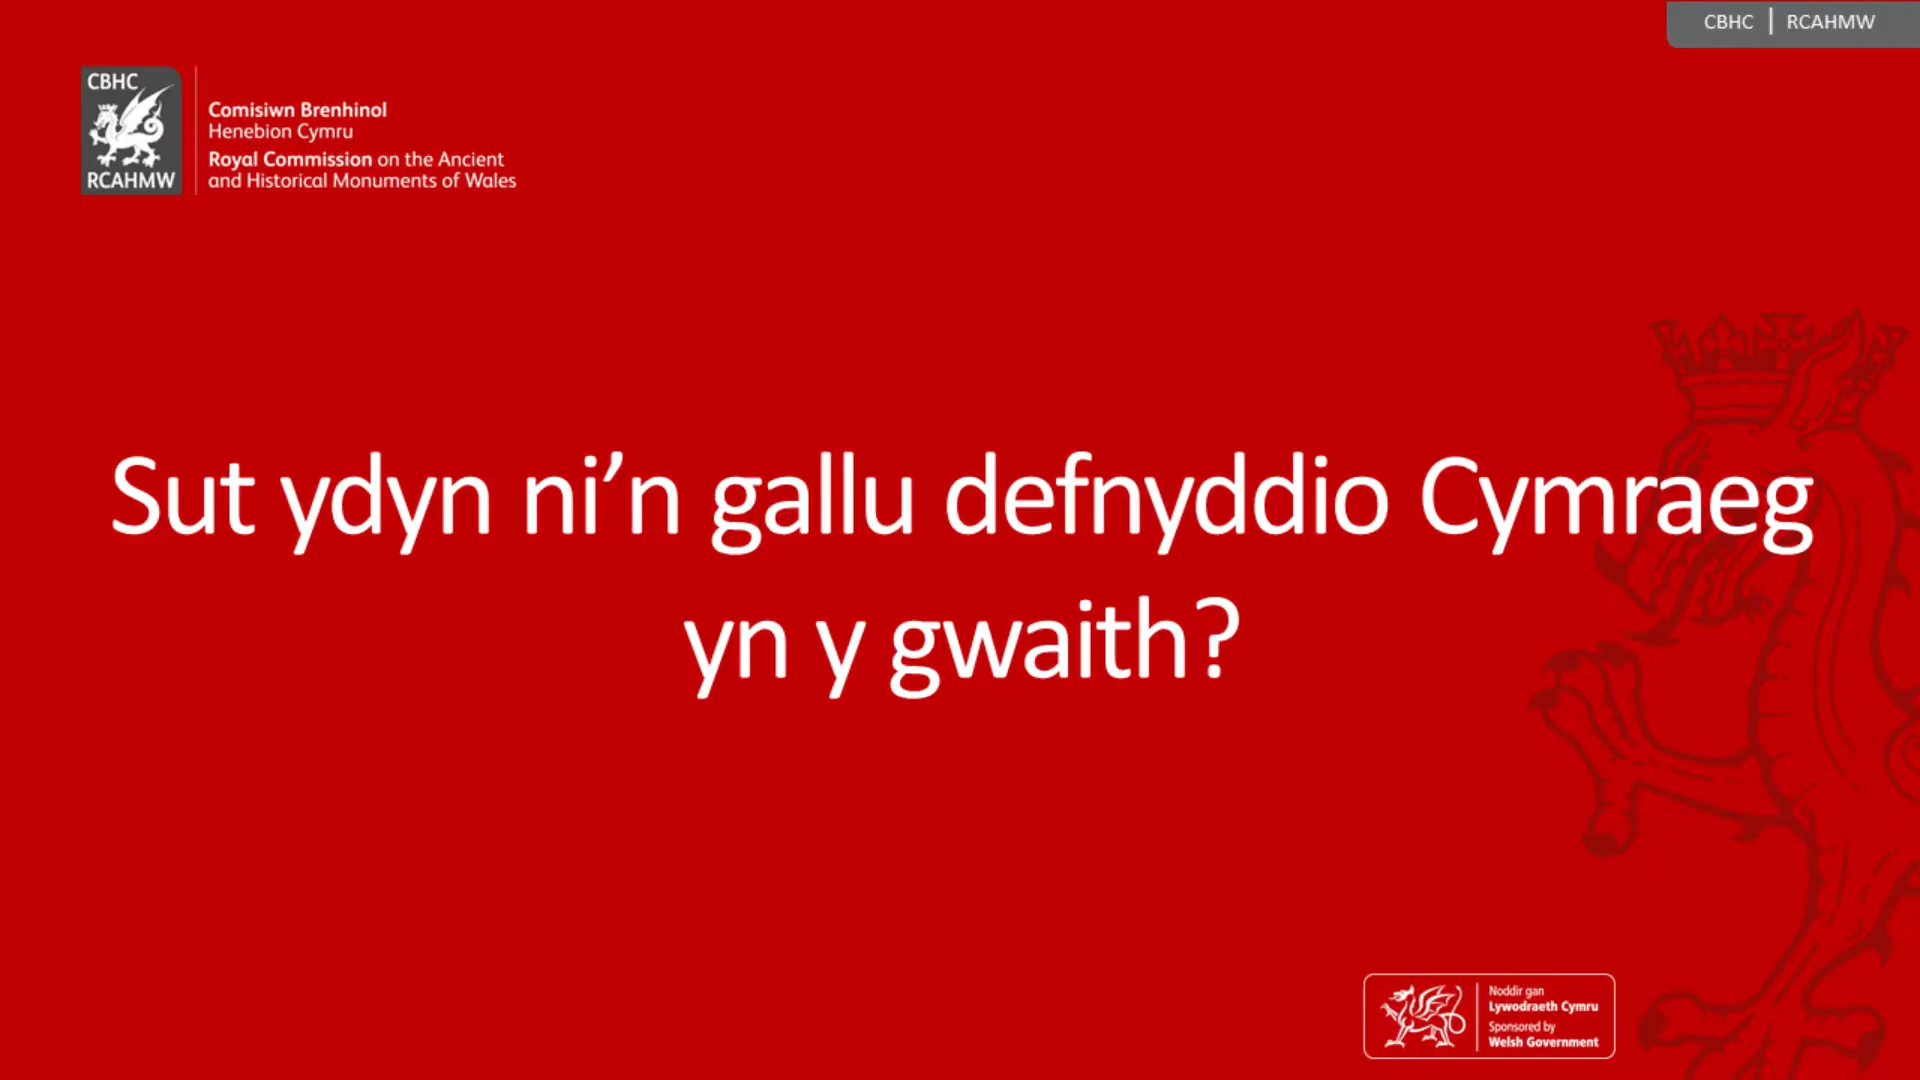 CBHC | RCAHMW
CBHC
RCAHMW
Comisiwn Brenhinol
Henebion Cymru
Royal Commission on the Ancient
and Historical Monuments of Wales
Sut ydyn ni’n gallu defnyddio Cymraeg
yn y gwaith?
Noddir gan
Lywodraeth Cymru
Sponsored by
Welsh Government